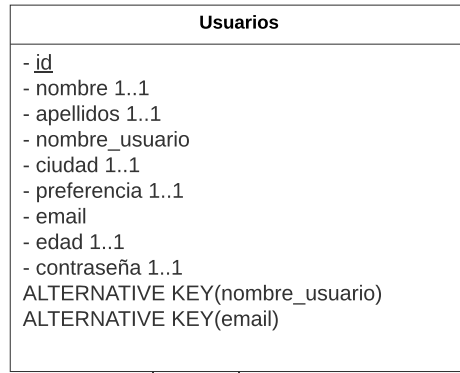 Usuarios
- id
- nombre 1..1
- apellidos 1..1
- nombre_usuario
- ciudad 1..1
- preferencia 1..1
- email
- edad 1..1
- contraseña 1..1
ALTERNATIVE KEY(nombre_usuario)
ALTERNATIVE KEY(email)